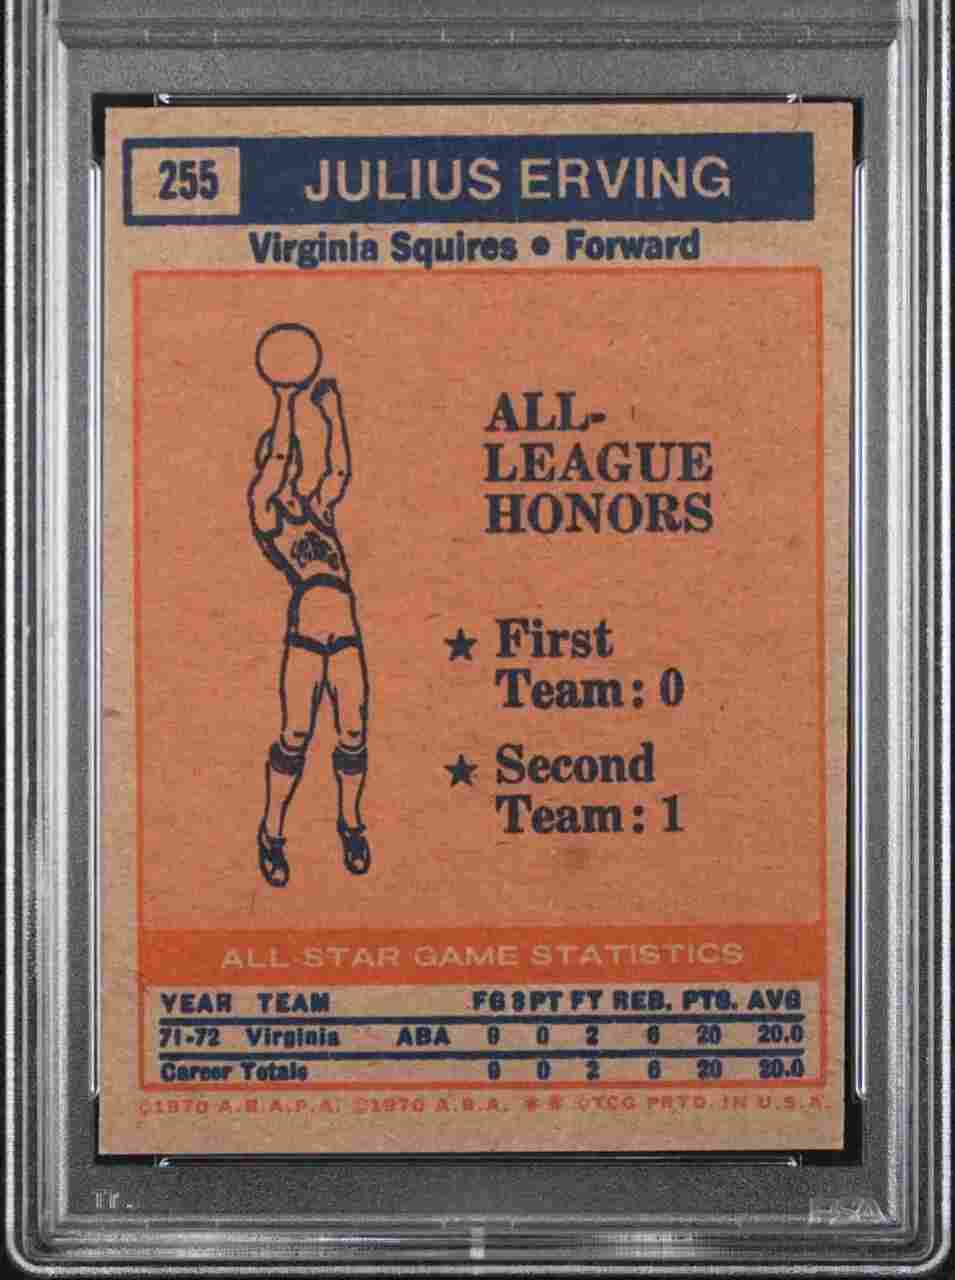 255 JULIUS ERVING
Virginia Squires • Forward
ALL-
LEAGUE
HONORS
★ First
Team: 0
★ Second
Team: 1
ALL-STAR GAME STATISTICS
YEAR TEAM FG 3PT FT REB. PTS. AVG
71-72 Virginia ABA 9 0 2 6 20 20.0
Career Totals 9 0 2 6 20 20.0
©1970 A.B.A.P.A. ©1970 A.B.A. ✱ ✱ ©TCG PRTD. IN U.S.A.
PSA